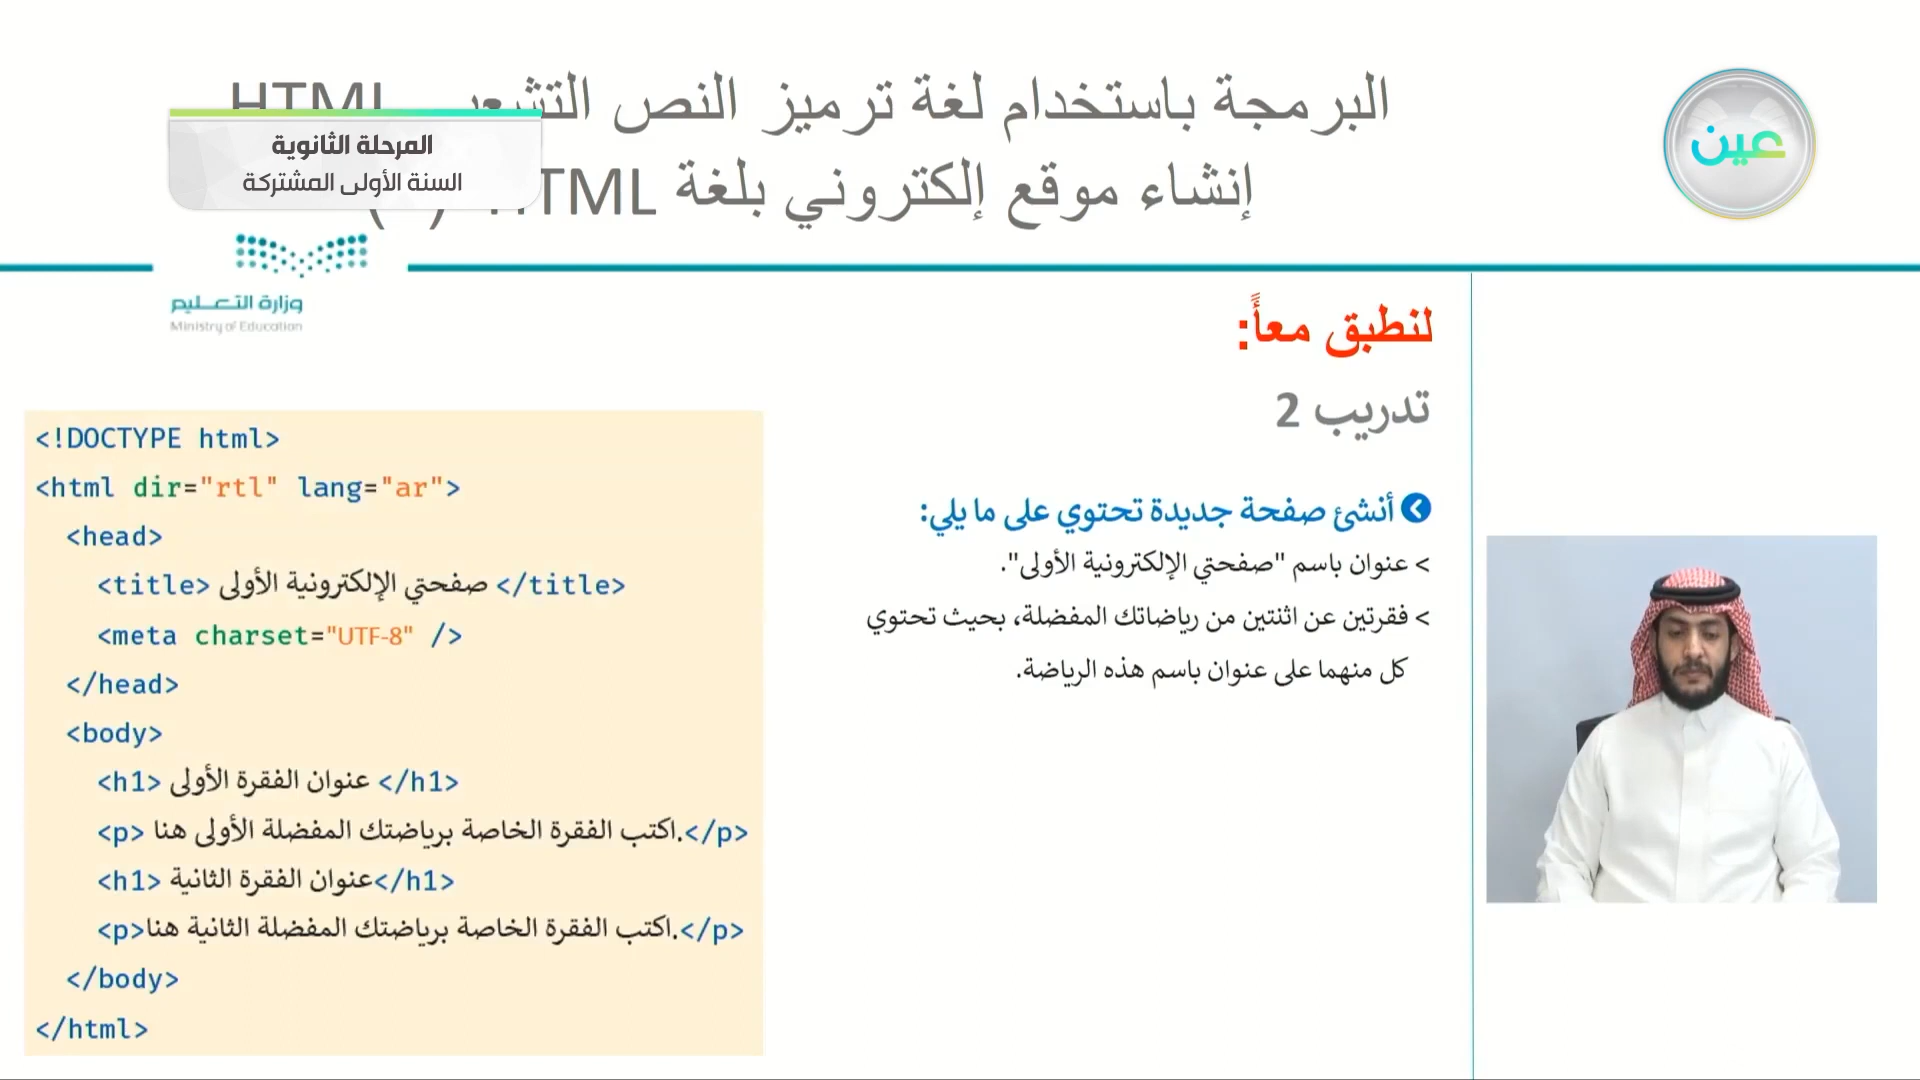 البرمجة باستخدام لغة ترميز النص HTML
إنشاء موقع إلكتروني بلغة HTML
عين
المرحلة الثانوية
السنة الأولى المشتركة
وزارة التعليم
Ministry of Education
لنطبق معاً:
تدريب 2
أنشئ صفحة جديدة تحتوي على ما يلي:
> عنوان باسم "صفحتي الإلكترونية الأولى".
> فقرتين عن اثنتين من رياضاتك المفضلة، بحيث تحتوي
كل منهما على عنوان باسم هذه الرياضة.
<!DOCTYPE html>
<html dir="rtl" lang="ar">
<head>
<title> صفحتي الإلكترونية الأولى </title>
<meta charset="UTF-8" />
</head>
<body>
<h1> عنوان الفقرة الأولى </h1>
<p> اكتب الفقرة الخاصة برياضتك المفضلة الأولى هنا.</p>
<h1> عنوان الفقرة الثانية</h1>
<p>اكتب الفقرة الخاصة برياضتك المفضلة الثانية هنا.</p>
</body>
</html>